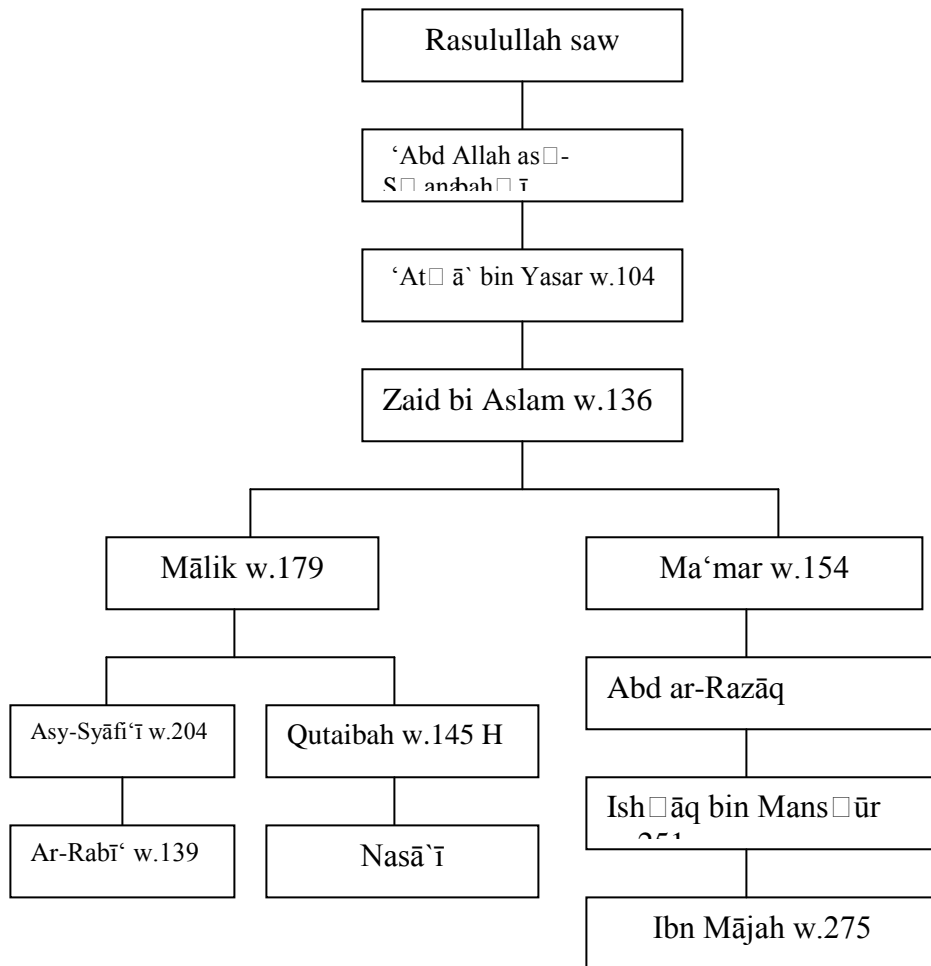 Rasulullah saw
‘Abd Allah as□-
‘At□ ā` bin Yasar w.104
Zaid bi Aslam w.136
Mālik w.179
Ma‘mar w.154
Asy-Syāfi‘ī w.204
Qutaibah w.145 H
Abd ar-Razāq
Ar-Rabī‘ w.139
Nasā`ī
Ish□āq bin Mans□ūr
Ibn Mājah w.275